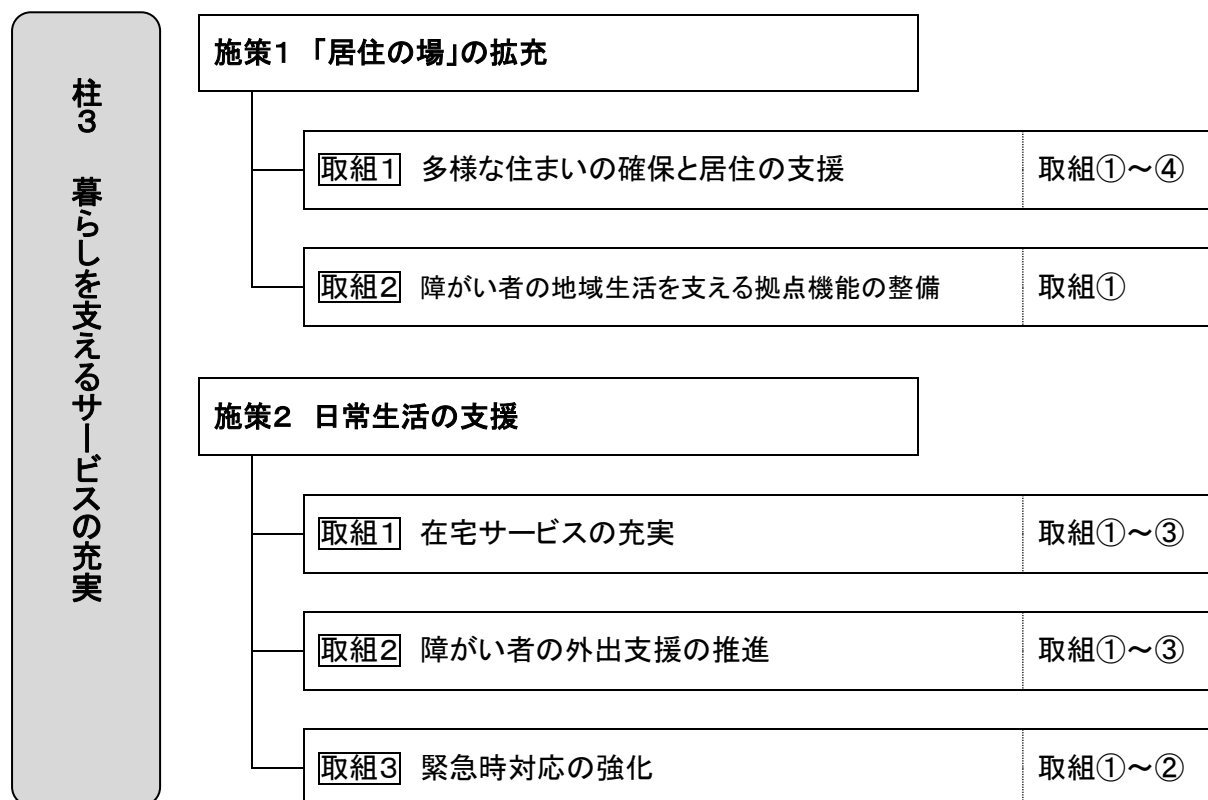 柱3　暮らしを支えるサービスの充実
施策1 「居住の場」の拡充
取組1 多様な住まいの確保と居住の支援 取組①～④
取組2 障がい者の地域生活を支える拠点機能の整備 取組①
施策2 日常生活の支援
取組1 在宅サービスの充実 取組①～③
取組2 障がい者の外出支援の推進 取組①～③
取組3 緊急時対応の強化 取組①～②